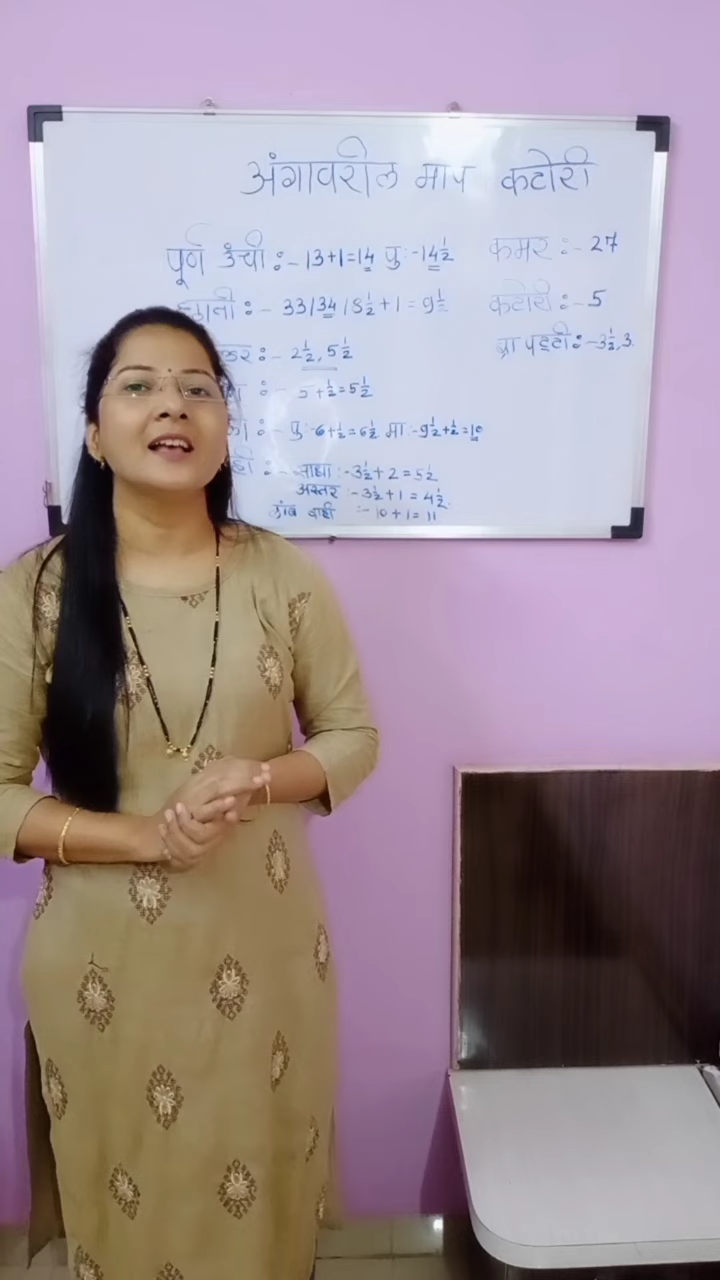 अंगावरील माप कटोरी
पूर्ण उंची :- 13+1=14 पु:-14½
:- 33/34/8½+1=9½
:- 2½, 5½
:- 5+½=5½
:- पु:-6+½=6½ मा:-9½+½=10
:- साधा:-3½+2=5½
अस्तर:-3½+1=4½
लांब बाही :-10+1=11
कमर :- 27
कटोरी :- 5
पट्टी :- 3½,3